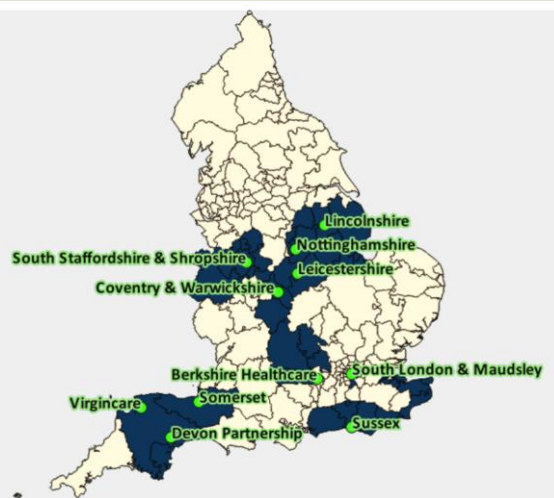 Lincolnshire
Nottinghamshire
South Staffordshire & Shropshire
Leicestershire
Coventry & Warwickshire
Berkshire Healthcare
South London & Maudsley
Somerset
Virgincare
Sussex
Devon Partnership